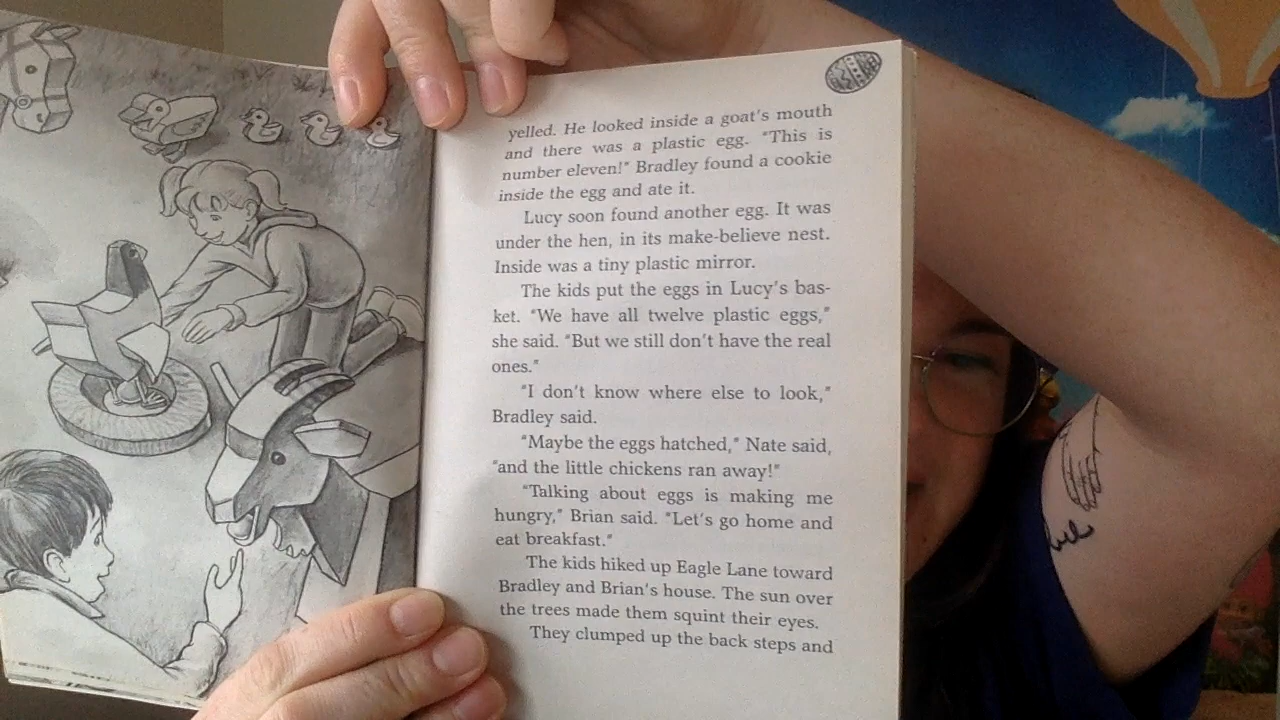 yelled. He looked inside a goat's mouth
and there was a plastic egg. "This is
number eleven!" Bradley found a cookie
inside the egg and ate it.
Lucy soon found another egg. It was
under the hen, in its make-believe nest.
Inside was a tiny plastic mirror.
The kids put the eggs in Lucy's bas-
ket. "We have all twelve plastic eggs,"
she said. "But we still don't have the real
ones."
"I don't know where else to look,"
Bradley said.
"Maybe the eggs hatched," Nate said,
"and the little chickens ran away!"
"Talking about eggs is making me
hungry," Brian said. "Let's go home and
eat breakfast."
The kids hiked up Eagle Lane toward
Bradley and Brian's house. The sun over
the trees made them squint their eyes.
They clumped up the back steps and